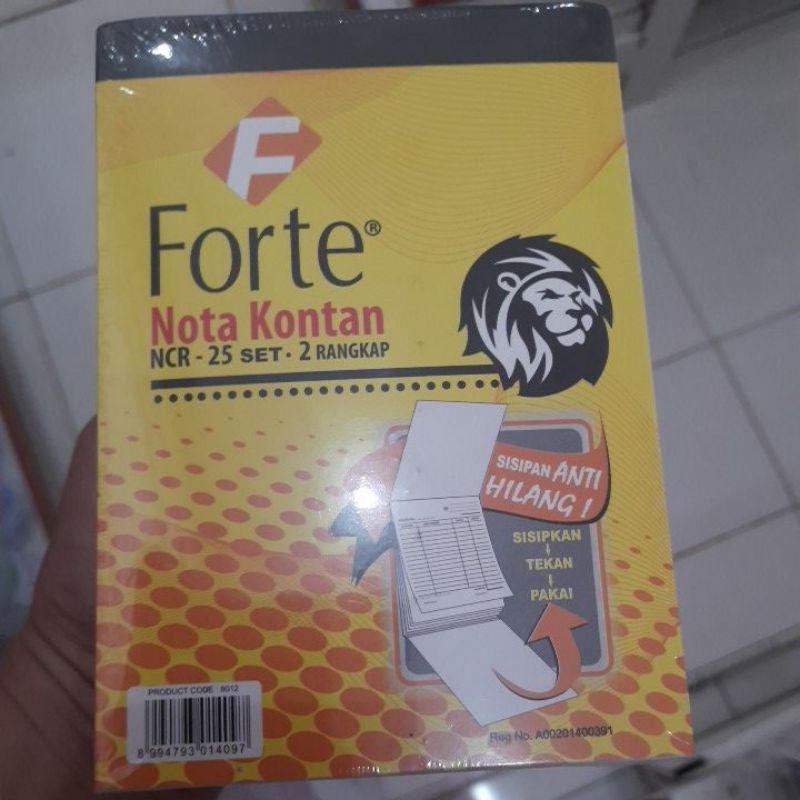 F
Forte®
Nota Kontan
NCR - 25 SET · 2 RANGKAP
SISIPAN ANTI
HILANG !
SISIPKAN
TEKAN
PAKAI
PRODUCT CODE : 8012
8 994793 014097
Reg No. A00201400391